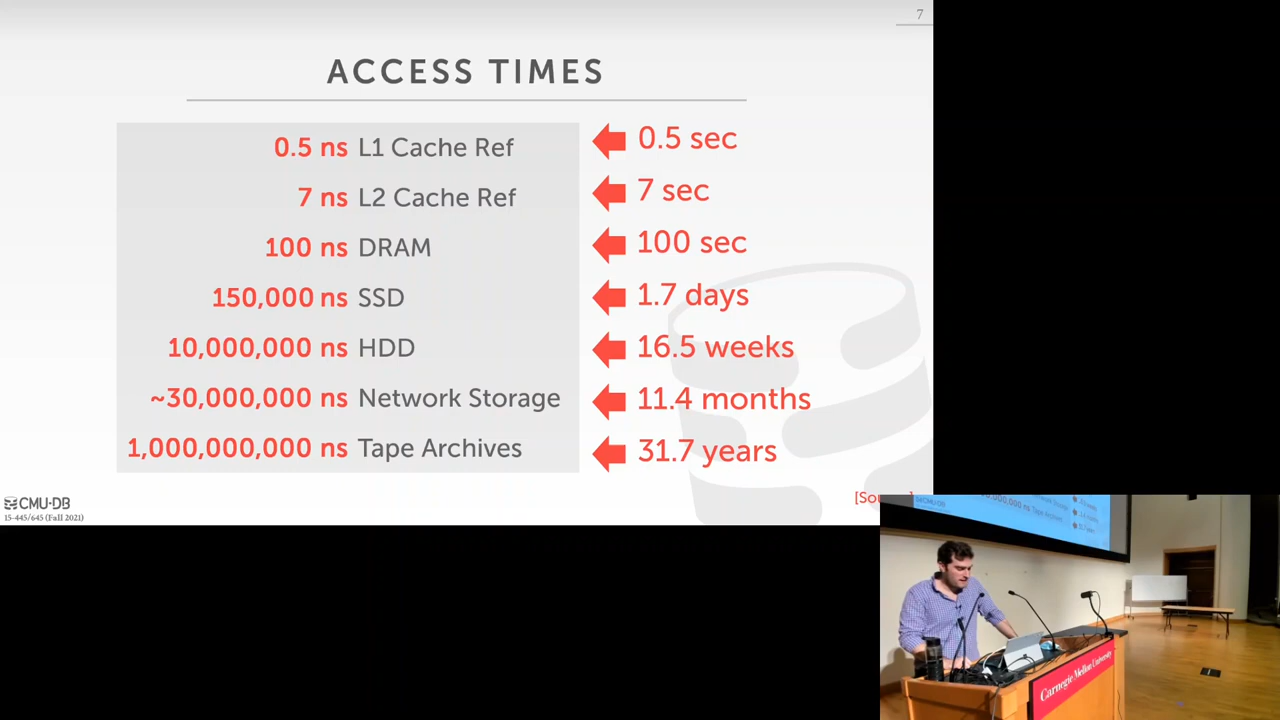 7
ACCESS TIMES
0.5 ns L1 Cache Ref 0.5 sec
7 ns L2 Cache Ref 7 sec
100 ns DRAM 100 sec
150,000 ns SSD 1.7 days
10,000,000 ns HDD 16.5 weeks
~30,000,000 ns Network Storage 11.4 months
1,000,000,000 ns Tape Archives 31.7 years
CMU·DB
15-445/645 (Fall 2021)
Carnegie Mellon University